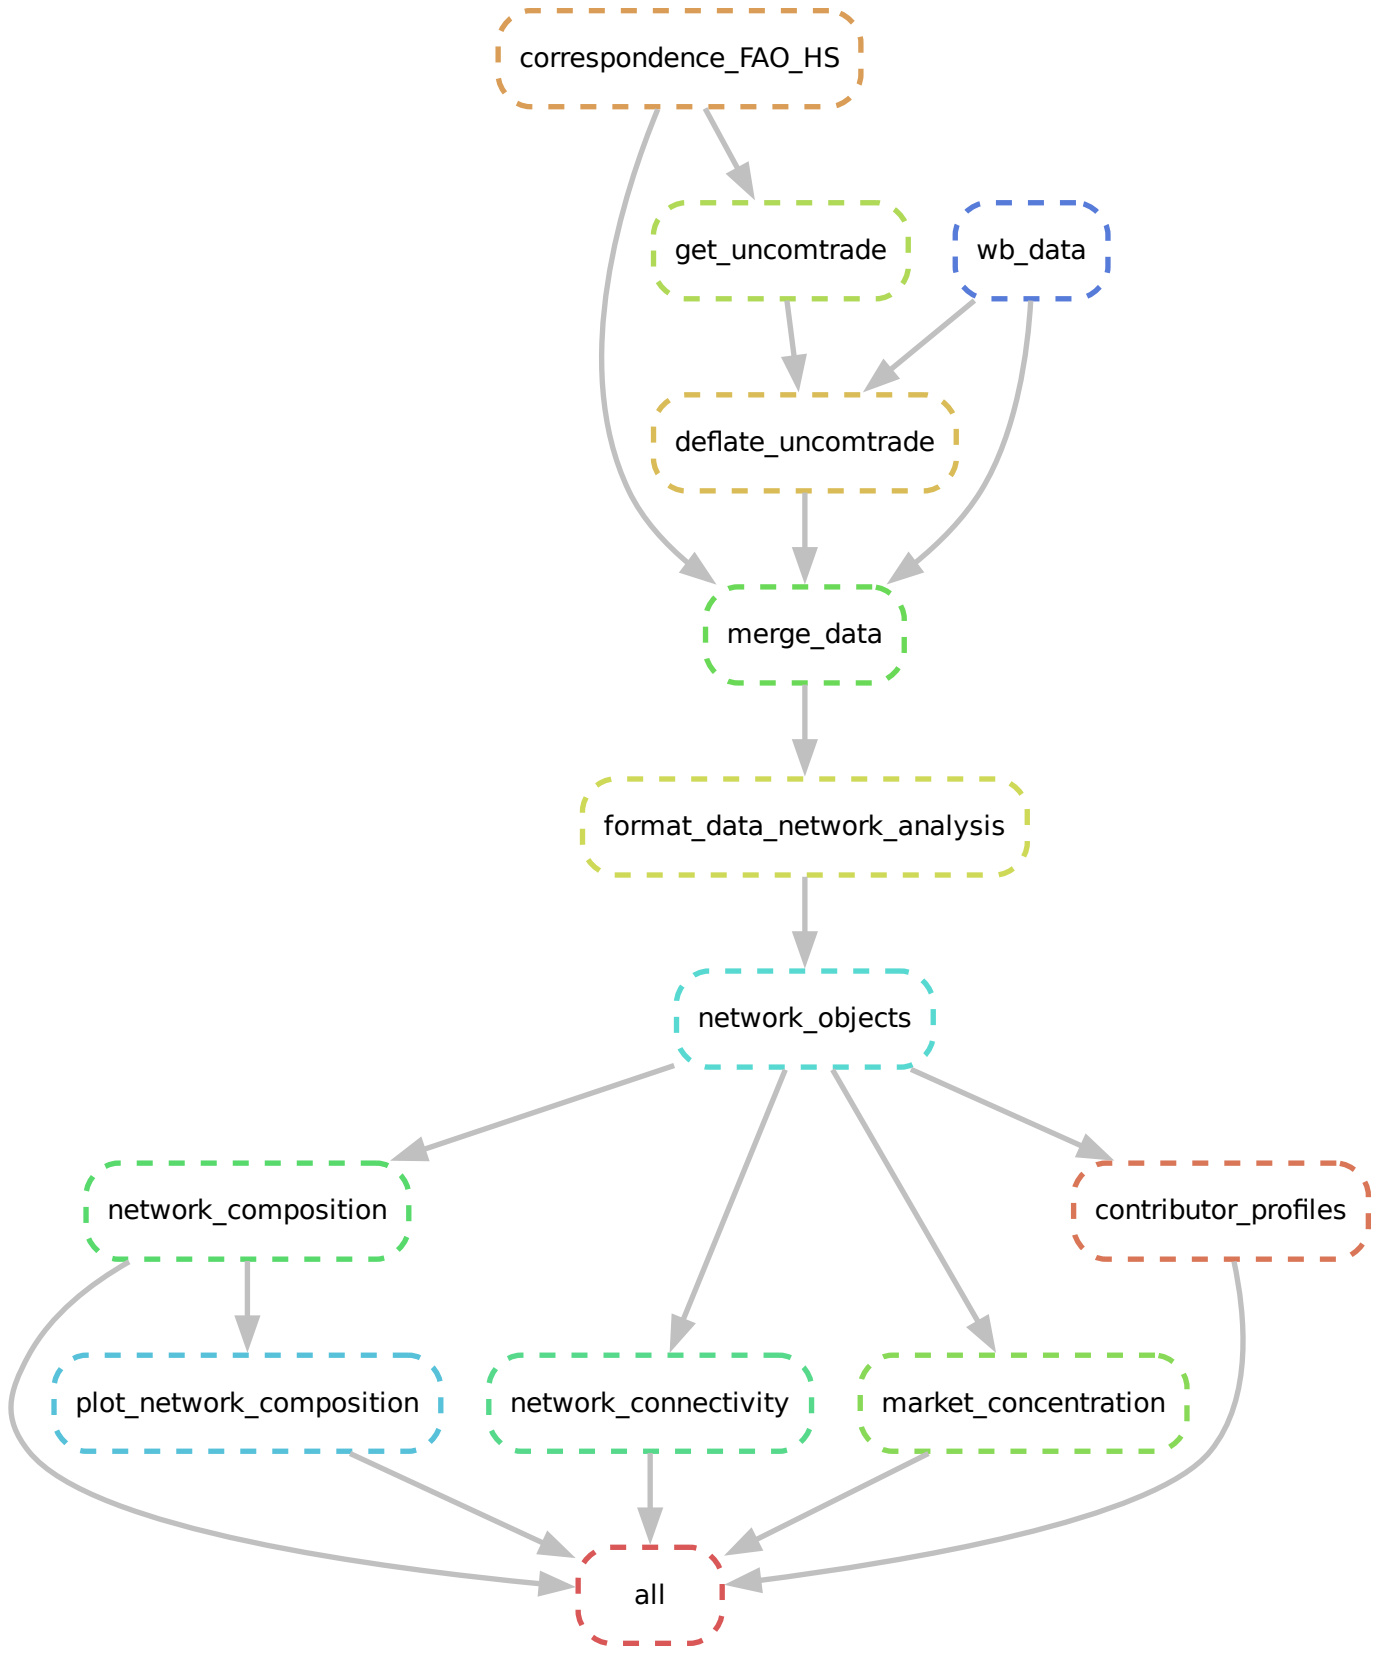 correspondence_FAO_HS
get_uncomtrade
wb_data
deflate_uncomtrade
merge_data
format_data_network_analysis
network_objects
network_composition
contributor_profiles
plot_network_composition
network_connectivity
market_concentration
all